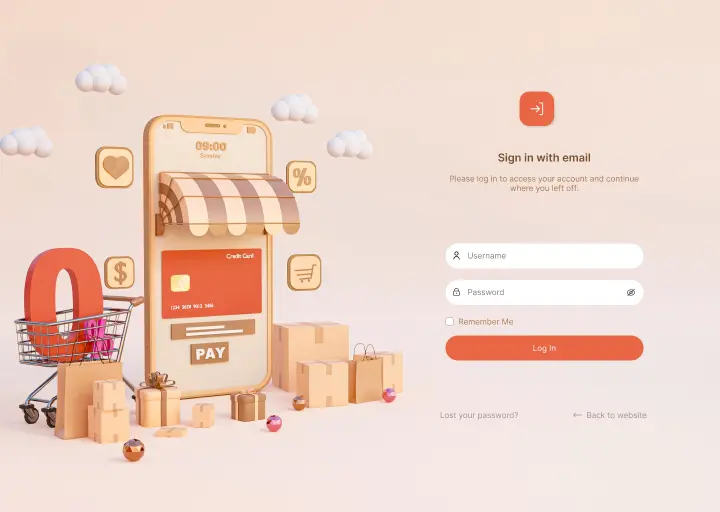 09:00
Sunday
%
$
Credit Card
1234 5678 9012 3456
PAY
0
Sign in with email
Please log in to access your account and continue
where you left off.
Username
Password
Remember Me
Log In
Lost your password?
← Back to website